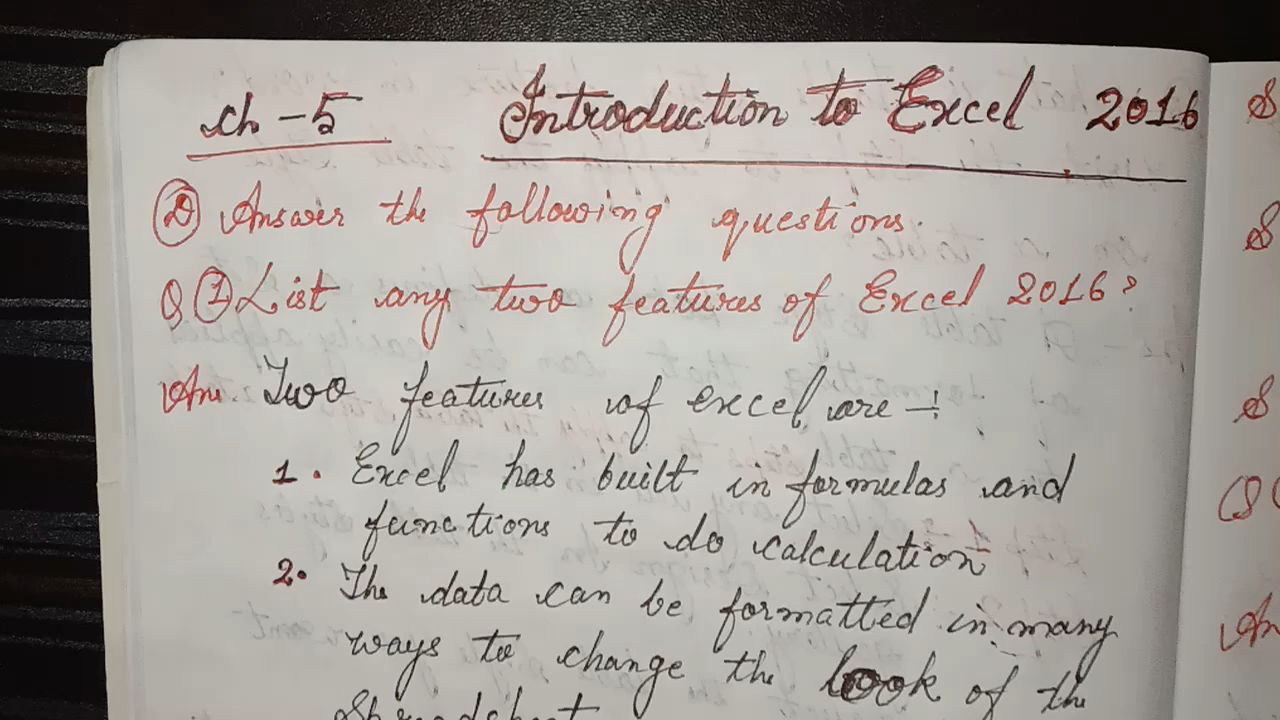 ch - 5 Introduction to Excel 2016
(D) Answer the following questions.
Q (1) List any two features of Excel 2016?
Ans Two features of excel are -:
1. Excel has built in formulas and
functions to do calculation
2. The data can be formatted in many
ways to change the look of the